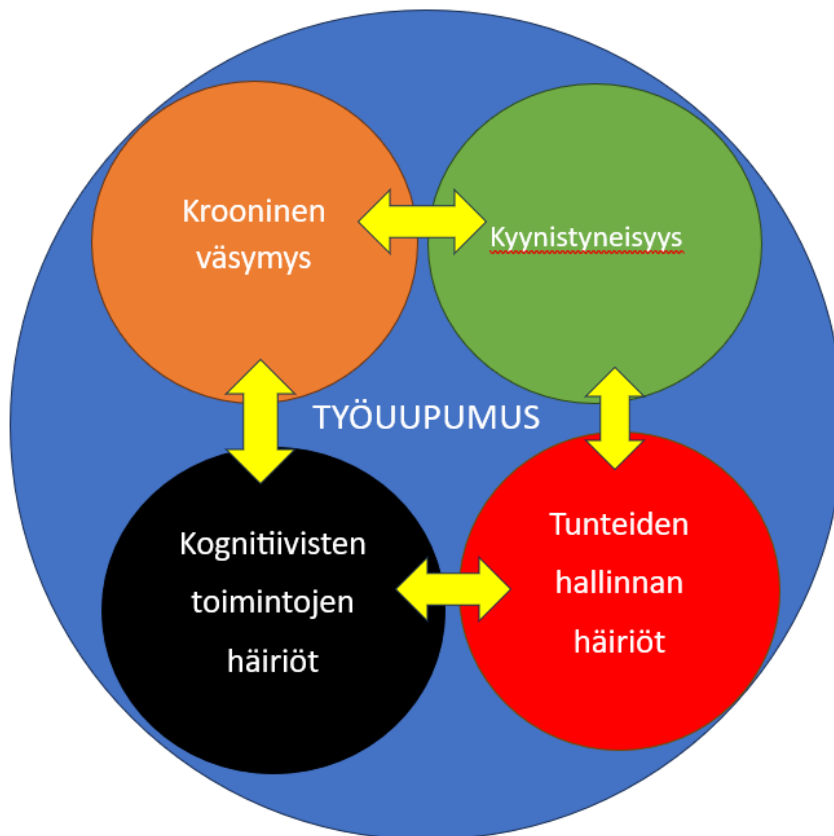 Krooninen
väsymys
Kyynistyneisyys
TYÖUUPUMUS
Kognitiivisten
toimintojen
häiriöt
Tunteiden
hallinnan
häiriöt